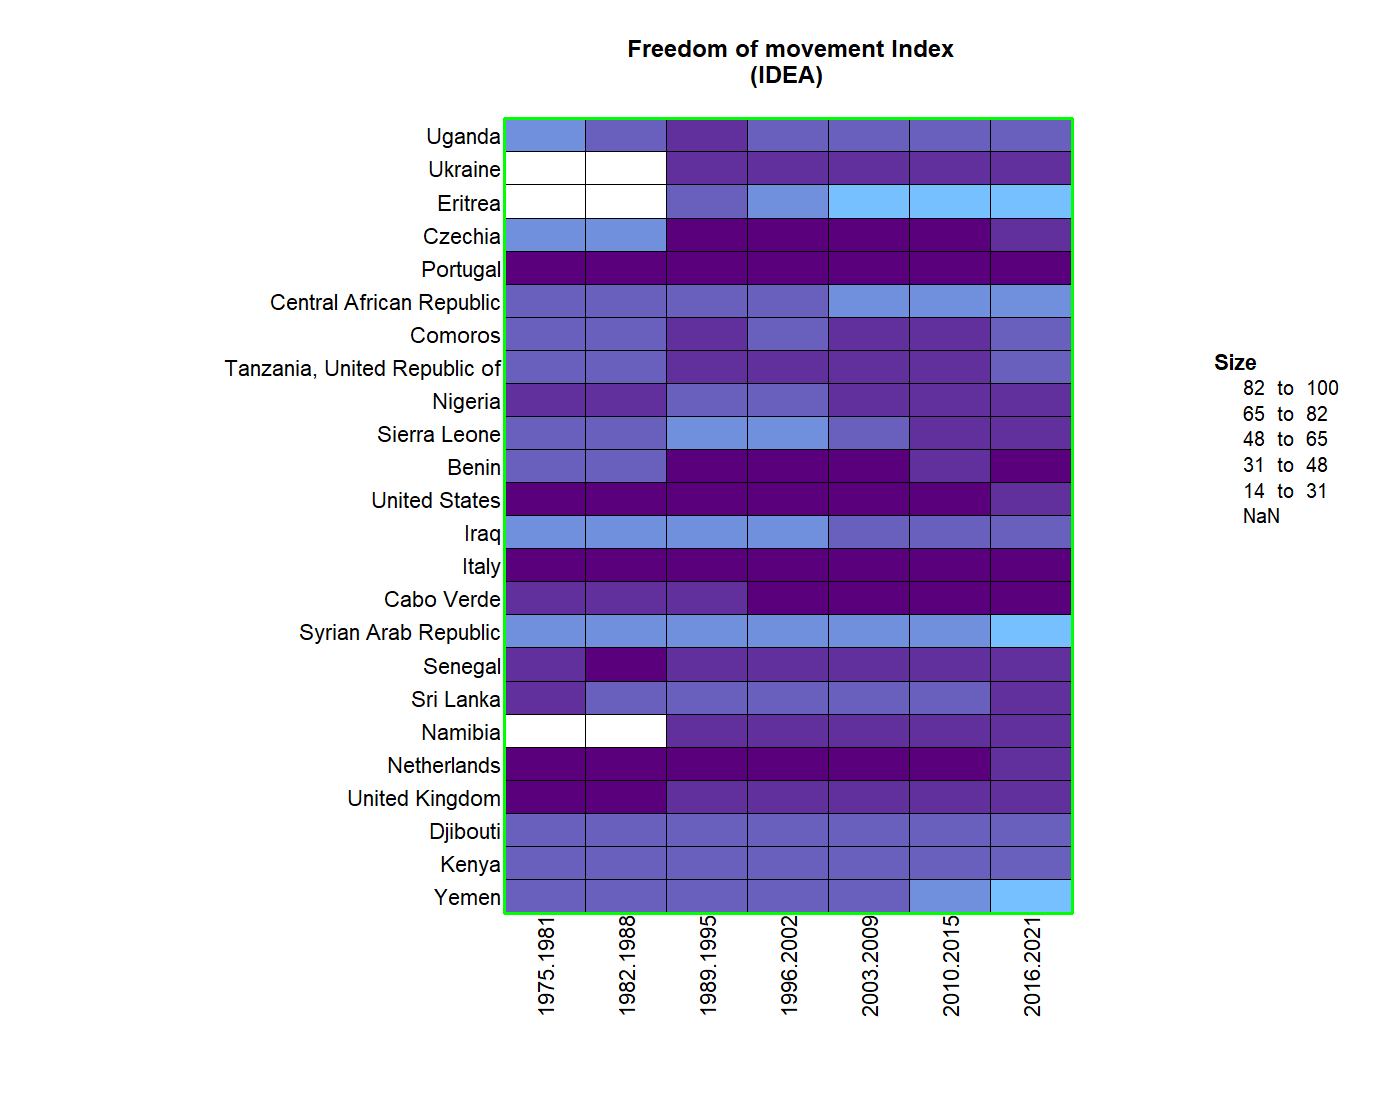 Freedom of movement Index
(IDEA)
Uganda
Ukraine
Eritrea
Czechia
Portugal
Central African Republic
Comoros
Tanzania, United Republic of
Nigeria
Sierra Leone
Benin
United States
Iraq
Italy
Cabo Verde
Syrian Arab Republic
Senegal
Sri Lanka
Namibia
Netherlands
United Kingdom
Djibouti
Kenya
Yemen
1975.1981
1982.1988
1989.1995
1996.2002
2003.2009
2010.2015
2016.2021
Size
82 to 100
65 to 82
48 to 65
31 to 48
14 to 31
NaN